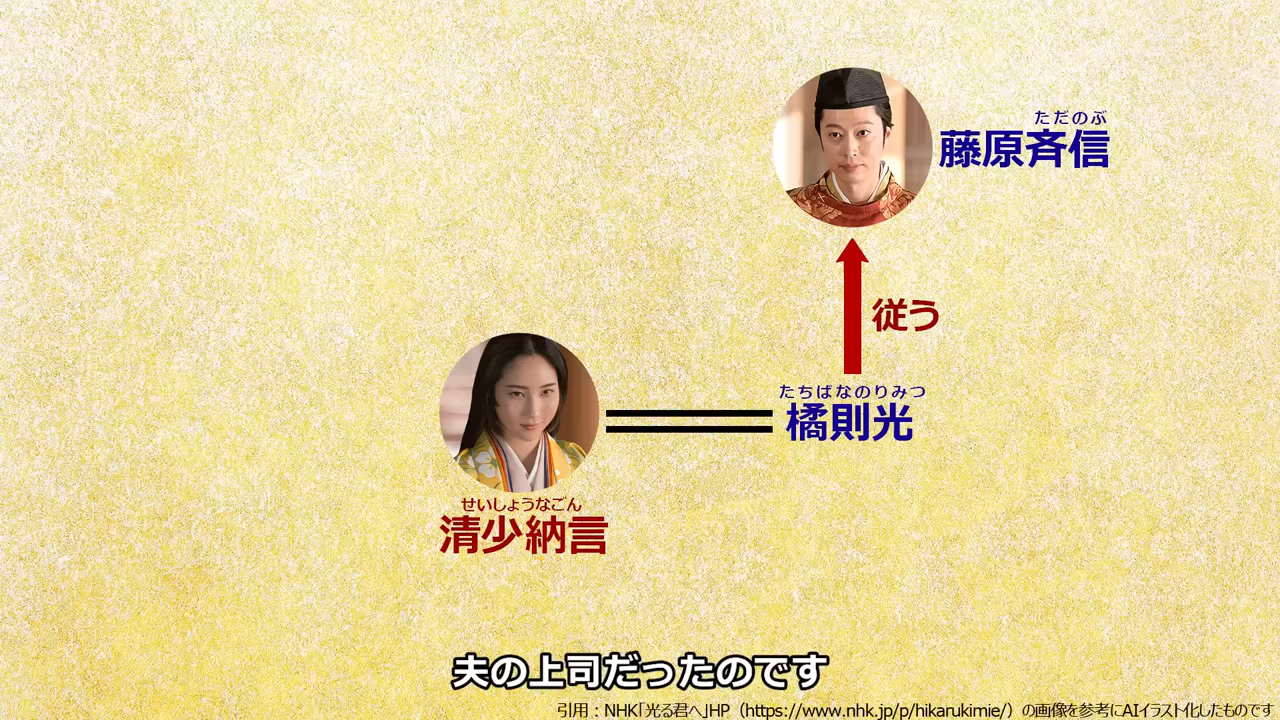 ただのぶ
藤原斉信
従う
たちばなのりみつ
橘則光
せいしょうなごん
清少納言
夫の上司だったのです
引用：NHK「光る君へ」HP（https://www.nhk.jp/p/hikarukimie/）の画像を参考にAIイラスト化したものです